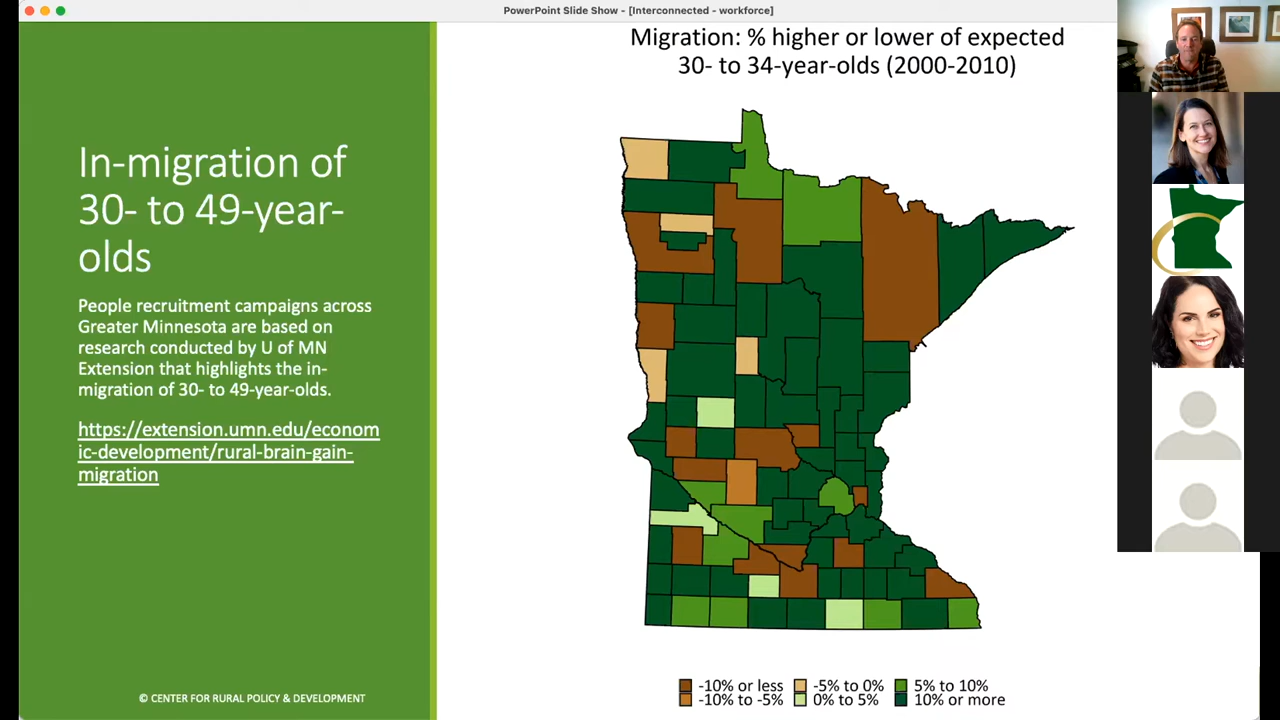 PowerPoint Slide Show - [Interconnected - workforce]
In-migration of
30- to 49-year-
olds
People recruitment campaigns across
Greater Minnesota are based on
research conducted by U of MN
Extension that highlights the in-
migration of 30- to 49-year-olds.
https://extension.umn.edu/econom
ic-development/rural-brain-gain-
migration
© CENTER FOR RURAL POLICY & DEVELOPMENT
Migration: % higher or lower of expected
30- to 34-year-olds (2000-2010)
-10% or less
-5% to 0%
5% to 10%
-10% to -5%
0% to 5%
10% or more